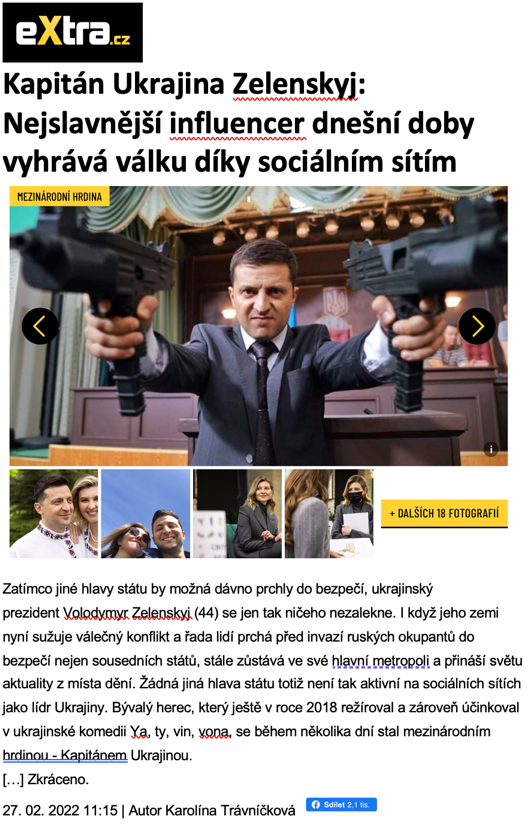 eXtra.cz
Kapitán Ukrajina Zelenskyj:
Nejslavnější influencer dnešní doby
vyhrává válku díky sociálním sítím
MEZINÁRODNÍ HRDINA
i
+ DALŠÍCH 18 FOTOGRAFIÍ
Zatímco jiné hlavy státu by možná dávno prchly do bezpečí, ukrajinský
prezident Volodymyr Zelenskyj (44) se jen tak ničeho nezalekne. I když jeho zemi
nyní sužuje válečný konflikt a řada lidí prchá před invazí ruských okupantů do
bezpečí nejen sousedních států, stále zůstává ve své hlavní metropoli a přináší světu
aktuality z místa dění. Žádná jiná hlava státu totiž není tak aktivní na sociálních sítích
jako lídr Ukrajiny. Bývalý herec, který ještě v roce 2018 režíroval a zároveň účinkoval
v ukrajinské komedii Ya, ty, vin, vona, se během několika dní stal mezinárodním
hrdinou - Kapitánem Ukrajinou.
[…] Zkráceno.
27. 02. 2022 11:15 | Autor Karolína Trávníčková Sdílet 2,1 tis.